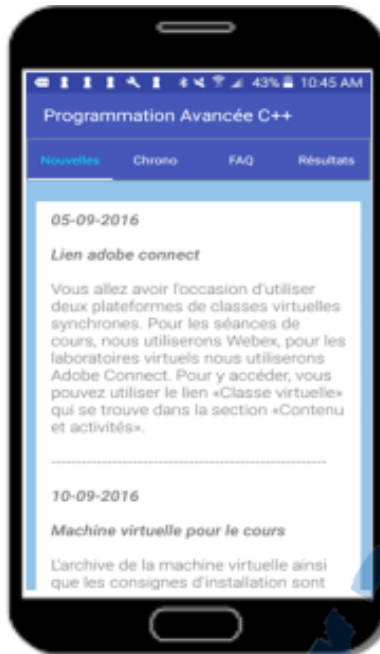 43% 10:45 AM
Programmation Avancée C++
Nouvelles Chrono FAQ Résultats
05-09-2016
Lien adobe connect
Vous allez avoir l'occasion d'utiliser
deux plateformes de classes virtuelles
synchrones. Pour les séances de
cours, nous utiliserons Webex, pour les
laboratoires virtuels nous utiliserons
Adobe Connect. Pour y accéder, vous
pouvez utiliser le lien «Classe virtuelle»
qui se trouve dans la section «Contenu
et activités».
10-09-2016
Machine virtuelle pour le cours
L'archive de la machine virtuelle ainsi
que les consignes d'installation sont